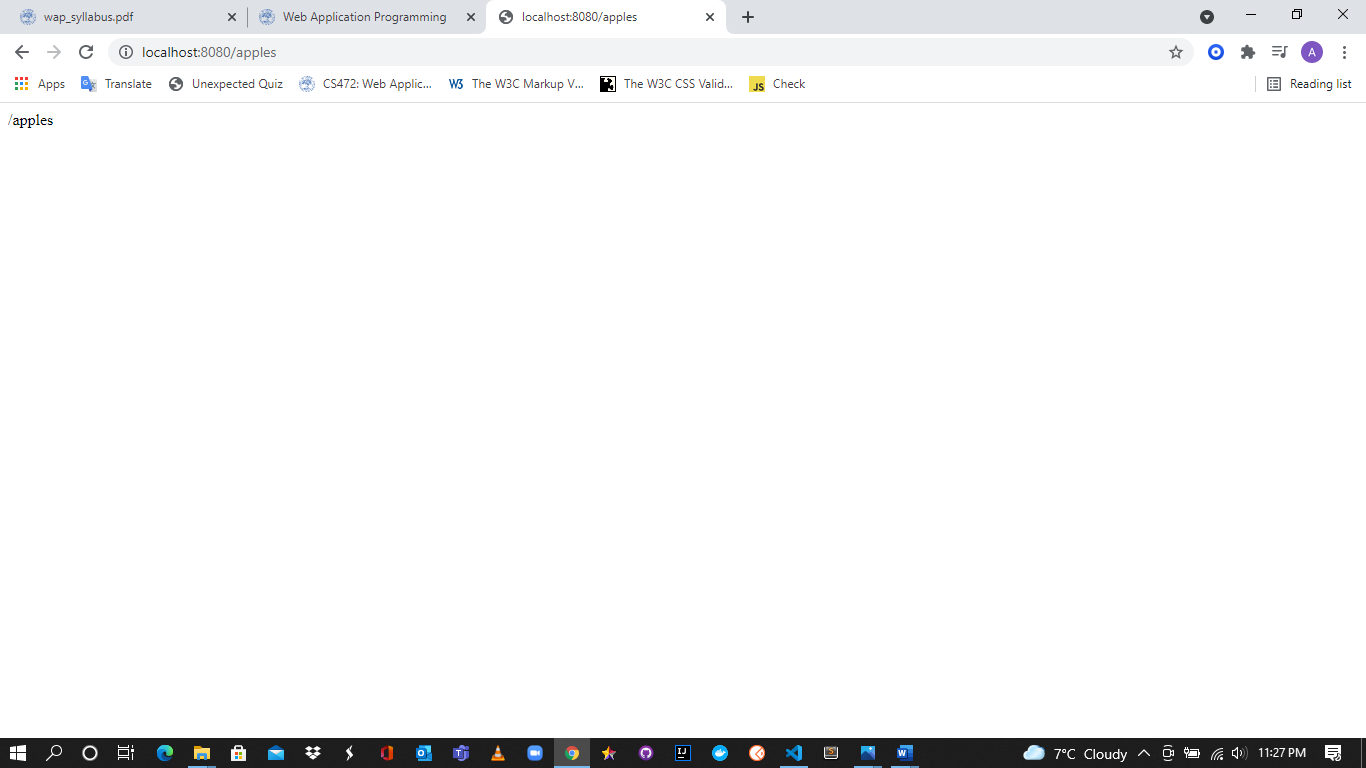 wap_syllabus.pdf
Web Application Programming
localhost:8080/apples
localhost:8080/apples
A
Apps
Translate
Unexpected Quiz
CS472: Web Applic...
The W3C Markup V...
The W3C CSS Valid...
JS Check
Reading list
/apples
7°C Cloudy
11:27 PM